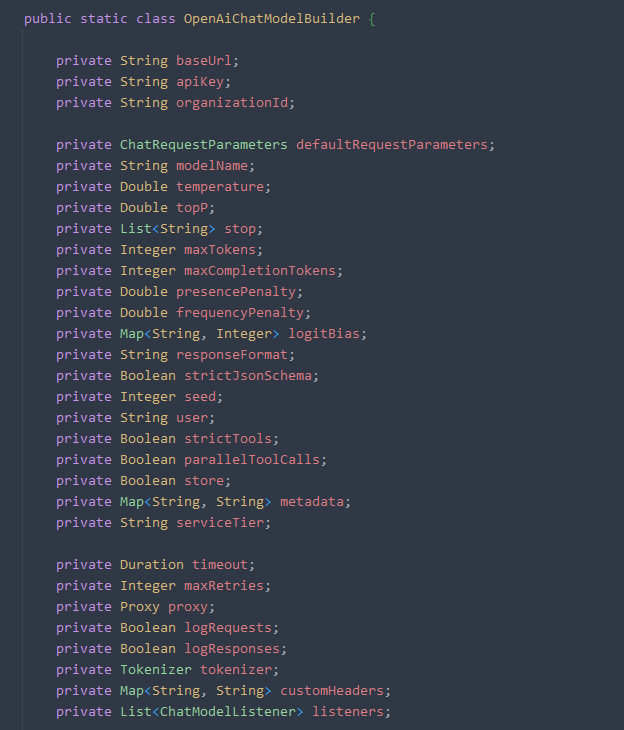 public static class OpenAiChatModelBuilder {
private String baseUrl;
private String apiKey;
private String organizationId;
private ChatRequestParameters defaultRequestParameters;
private String modelName;
private Double temperature;
private Double topP;
private List<String> stop;
private Integer maxTokens;
private Integer maxCompletionTokens;
private Double presencePenalty;
private Double frequencyPenalty;
private Map<String, Integer> logitBias;
private String responseFormat;
private Boolean strictJsonSchema;
private Integer seed;
private String user;
private Boolean strictTools;
private Boolean parallelToolCalls;
private Boolean store;
private Map<String, String> metadata;
private String serviceTier;
private Duration timeout;
private Integer maxRetries;
private Proxy proxy;
private Boolean logRequests;
private Boolean logResponses;
private Tokenizer tokenizer;
private Map<String, String> customHeaders;
private List<ChatModelListener> listeners;